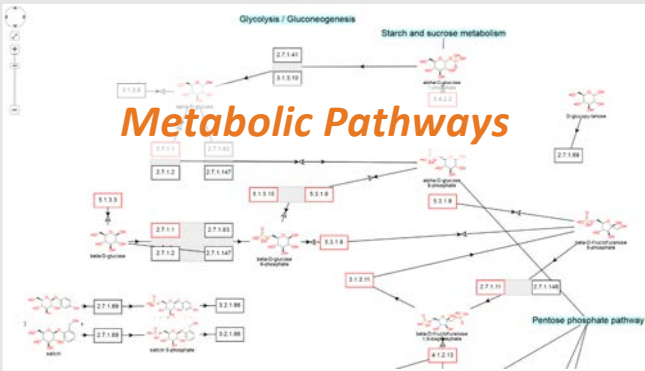 Glycolysis / Gluconeogenesis
Starch and sucrose metabolism
2.7.1.41
3.1.3.10
3.1.3.9
alpha-D-glucose
alpha-D-glucose
1-phosphate
5.4.2.2
D-glucopyranose
Metabolic Pathways
2.7.1.1
2.7.1.63
2.7.1.2
2.7.1.147
2.7.1.69
alpha-D-glucose
6-phosphate
5.1.3.15
5.3.1.9
5.1.3.3
5.3.1.9
2.7.1.1
2.7.1.63
2.7.1.2
2.7.1.147
beta-D-glucose
beta-D-glucose
6-phosphate
5.3.1.9
beta-D-fructofuranose
6-phosphate
3.1.3.11
2.7.1.11
2.7.1.146
2.7.1.69
3.2.1.86
Pentose phosphate pathway
2.7.1.69
3.2.1.86
salicin
salicin 6-phosphate
beta-D-fructofuranose
1,6-bisphosphate
4.1.2.13